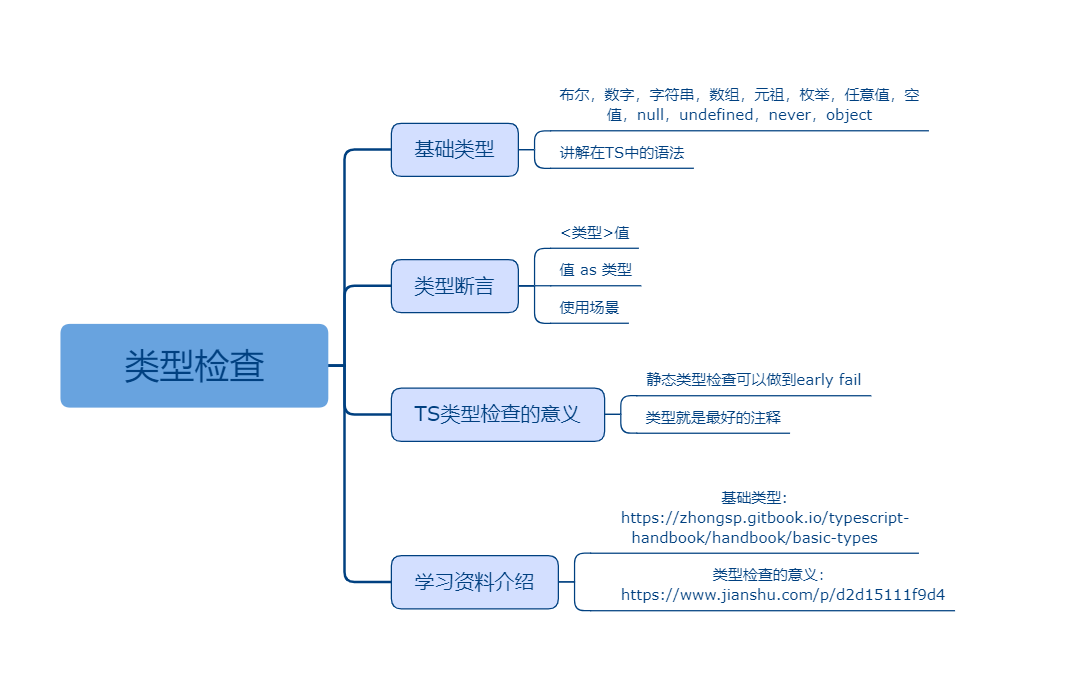 类型检查
基础类型
布尔，数字，字符串，数组，元祖，枚举，任意值，空
值，null，undefined，never，object
讲解在TS中的语法
类型断言
<类型>值
值 as 类型
使用场景
TS类型检查的意义
静态类型检查可以做到early fail
类型就是最好的注释
学习资料介绍
基础类型：
https://zhongsp.gitbook.io/typescript-
handbook/handbook/basic-types
类型检查的意义：
https://www.jianshu.com/p/d2d15111f9d4